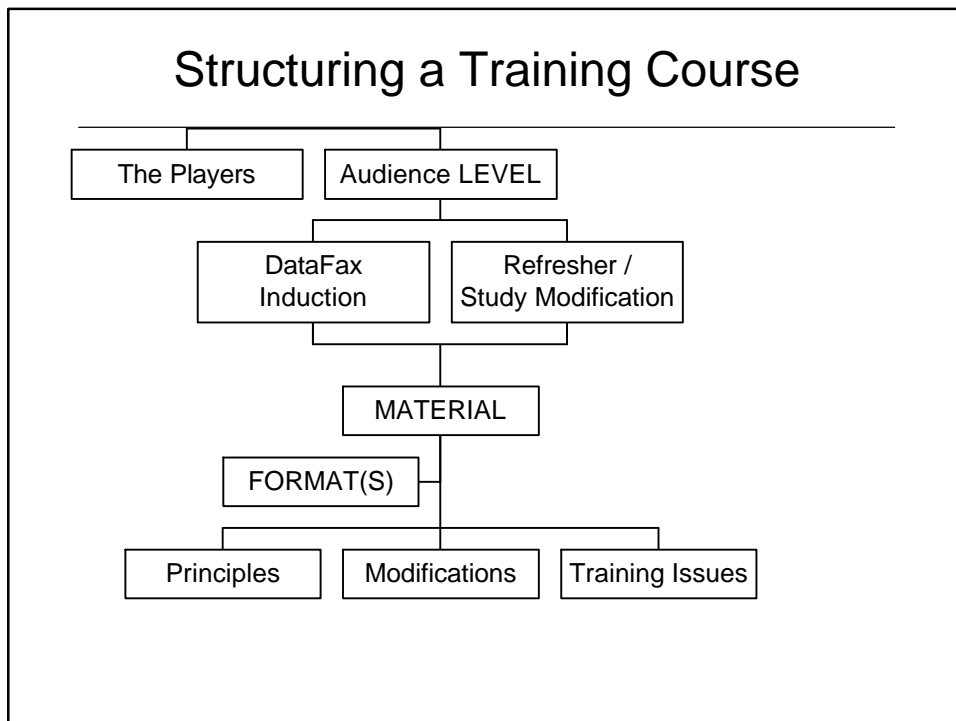 Structuring a Training Course
The Players
Audience LEVEL
DataFax
Induction
Refresher /
Study Modification
MATERIAL
FORMAT(S)
Principles
Modifications
Training Issues